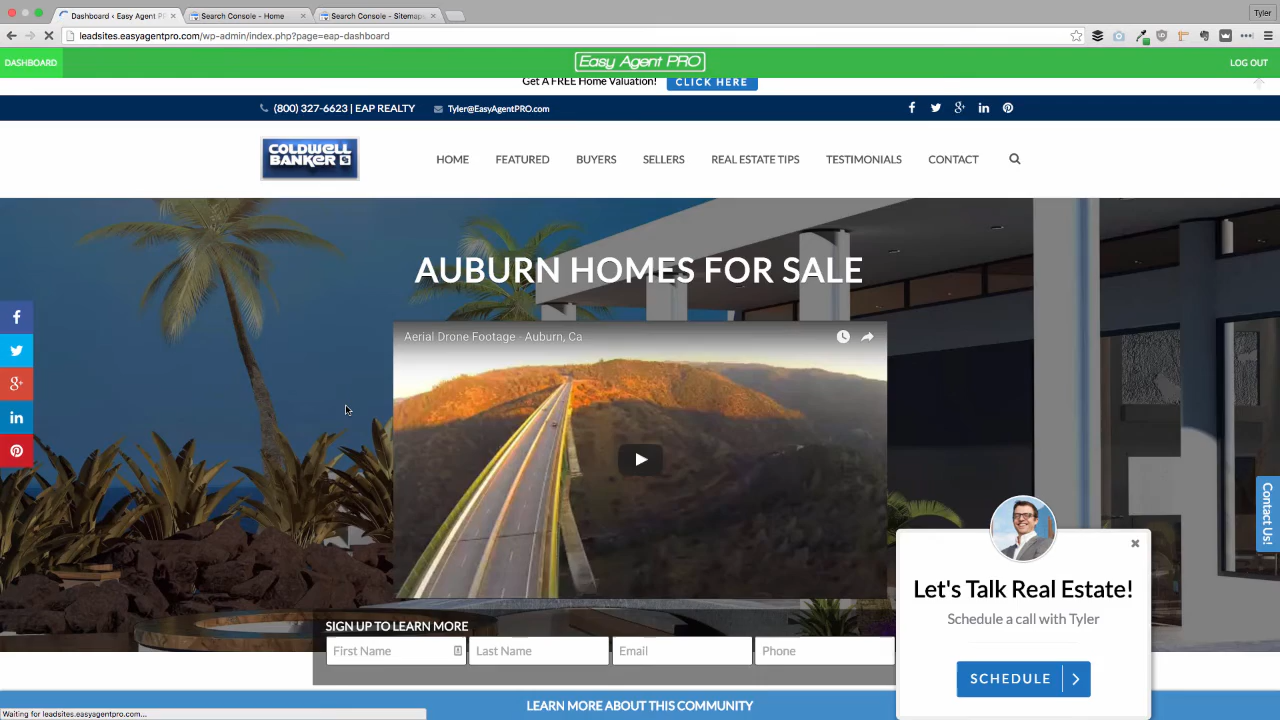 Dashboard ‹ Easy Agent P
Search Console - Home
Search Console - Sitemap
Tyler
leadsites.easyagentpro.com/wp-admin/index.php?page=eap-dashboard
DASHBOARD
Easy Agent PRO
LOG OUT
Get A FREE Home Valuation!
CLICK HERE
(800) 327-6623 | EAP REALTY
Tyler@EasyAgentPRO.com
COLDWELL BANKER
HOME
FEATURED
BUYERS
SELLERS
REAL ESTATE TIPS
TESTIMONIALS
CONTACT
AUBURN HOMES FOR SALE
Aerial Drone Footage - Auburn, Ca
Contact Us!
Let's Talk Real Estate!
Schedule a call with Tyler
SCHEDULE
SIGN UP TO LEARN MORE
First Name
Last Name
Email
Phone
LEARN MORE ABOUT THIS COMMUNITY
Waiting for leadsites.easyagentpro.com...